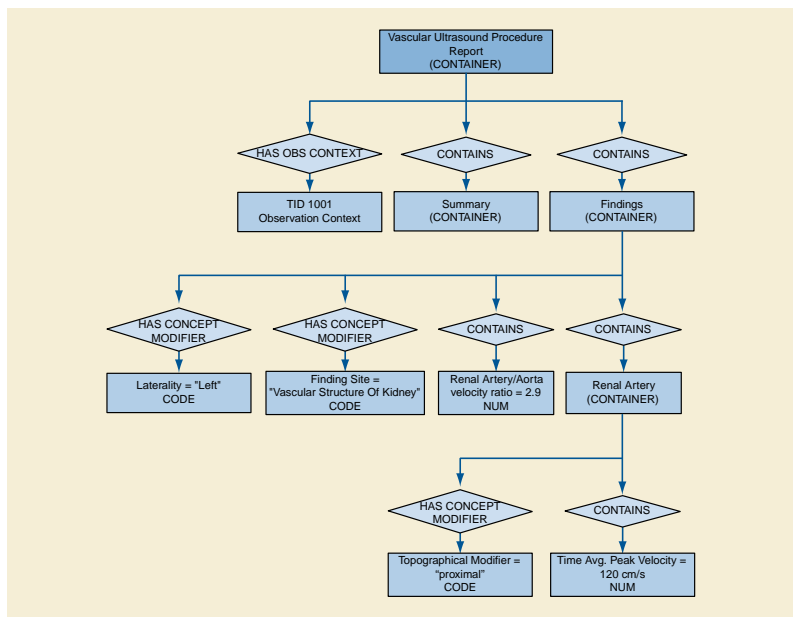 Vascular Ultrasound Procedure
Report
(CONTAINER)
HAS OBS CONTEXT
CONTAINS
CONTAINS
TID 1001
Observation Context
Summary
(CONTAINER)
Findings
(CONTAINER)
HAS CONCEPT
MODIFIER
HAS CONCEPT
MODIFIER
CONTAINS
CONTAINS
Laterality = "Left"
CODE
Finding Site =
"Vascular Structure Of Kidney"
CODE
Renal Artery/Aorta
velocity ratio = 2.9
NUM
Renal Artery
(CONTAINER)
HAS CONCEPT
MODIFIER
CONTAINS
Topographical Modifier =
“proximal”
CODE
Time Avg. Peak Velocity =
120 cm/s
NUM